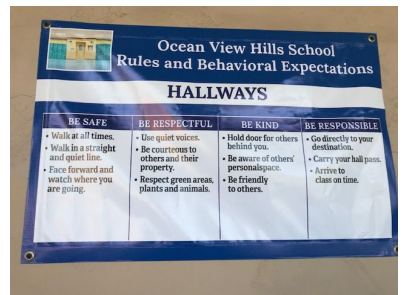 Ocean View Hills School
Rules and Behavioral Expectations
HALLWAYS
BE SAFE
• Walk at all times.
• Walk in a straight
and quiet line.
• Face forward and
watch where you
are going.
BE RESPECTFUL
• Use quiet voices.
• Be courteous to
others and their
property.
• Respect green areas,
plants and animals.
BE KIND
• Hold door for others
behind you.
• Be aware of others'
personalspace.
• Be friendly
to others.
BE RESPONSIBLE
• Go directly to your
destination.
• Carry your hall pass.
• Arrive to
class on time.